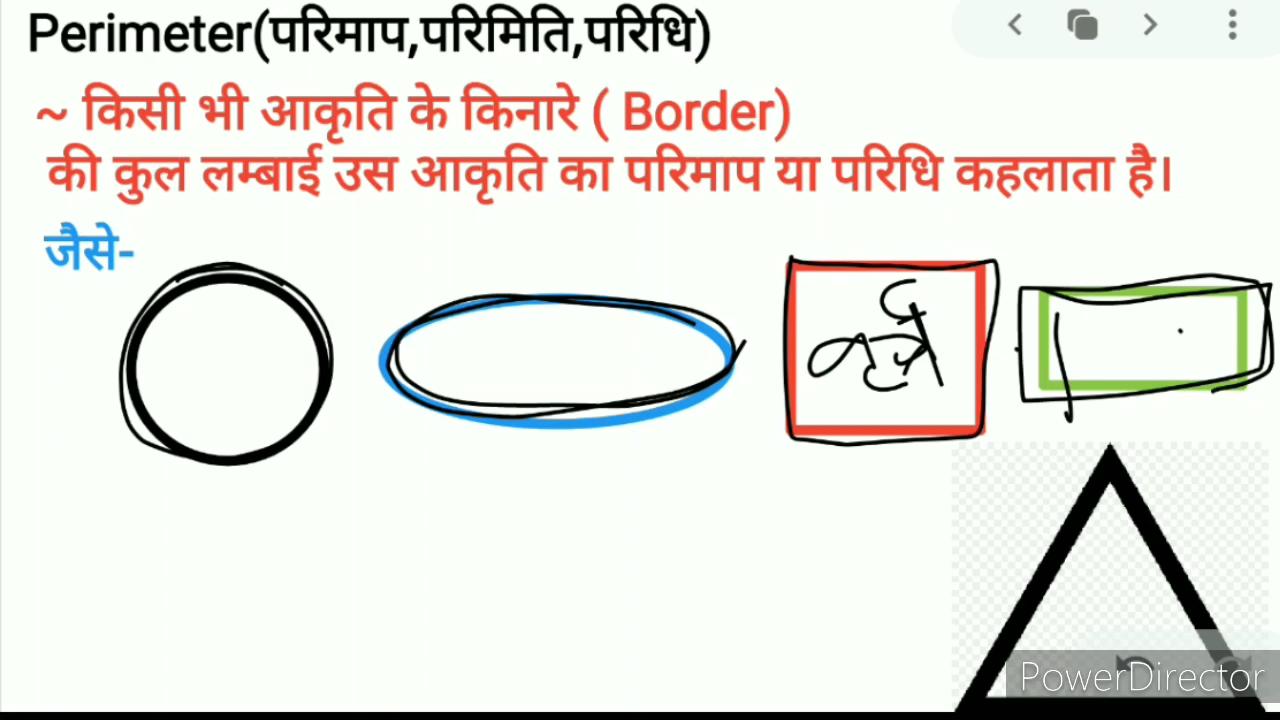 Perimeter(परिमाप,परिमिति,परिधि)
~ किसी भी आकृति के किनारे ( Border)
की कुल लम्बाई उस आकृति का परिमाप या परिधि कहलाता है।
जैसे-
PowerDirector